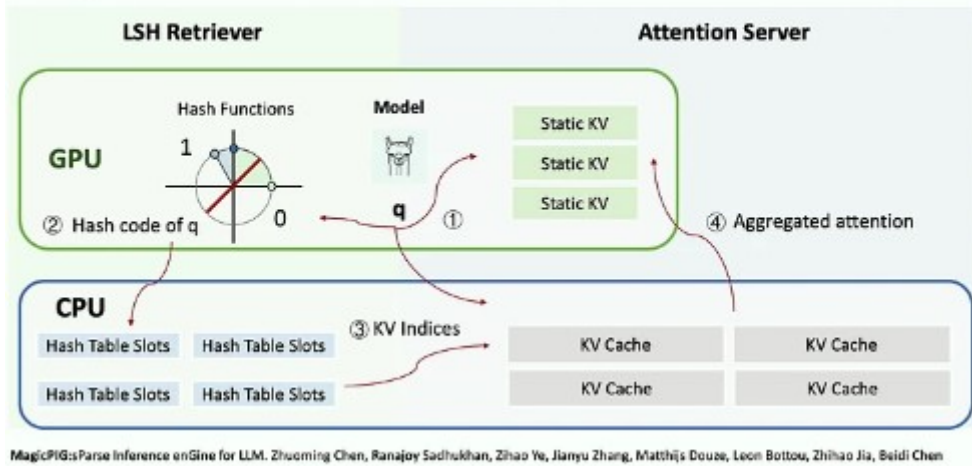 LSH Retriever
Attention Server
Hash Functions
Model
1
0
GPU
q
①
Static KV
Static KV
Static KV
② Hash code of q
④ Aggregated attention
CPU
③ KV Indices
Hash Table Slots
Hash Table Slots
Hash Table Slots
Hash Table Slots
KV Cache
KV Cache
KV Cache
KV Cache
MagicPIG:sParse Inference enGine for LLM. Zhuoming Chen, Ranajoy Sadhukhan, Zihao Ye, Jianyu Zhang, Matthijs Douze, Leon Bottou, Zhihao Jia, Beidi Chen